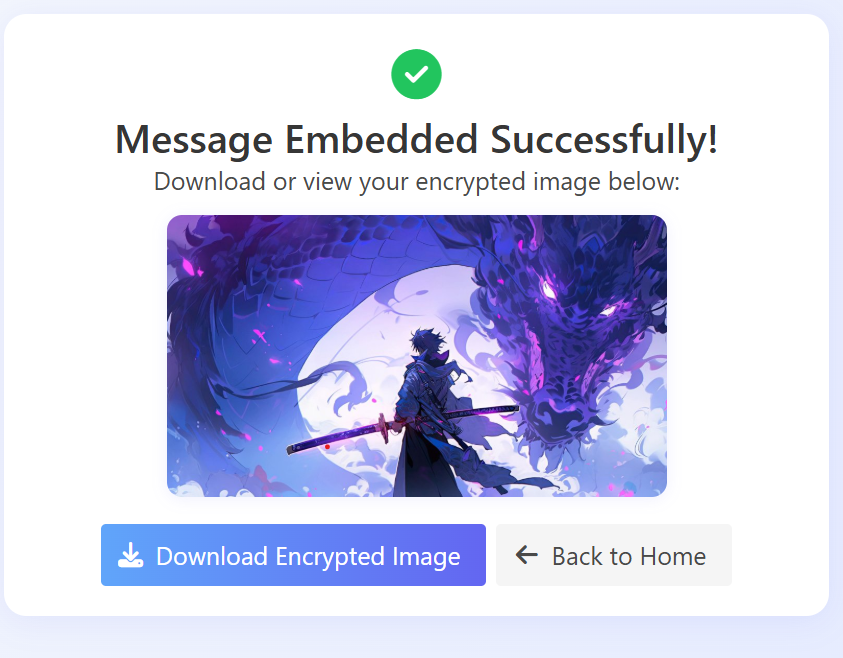 Message Embedded Successfully!
Download or view your encrypted image below:
Download Encrypted Image
Back to Home